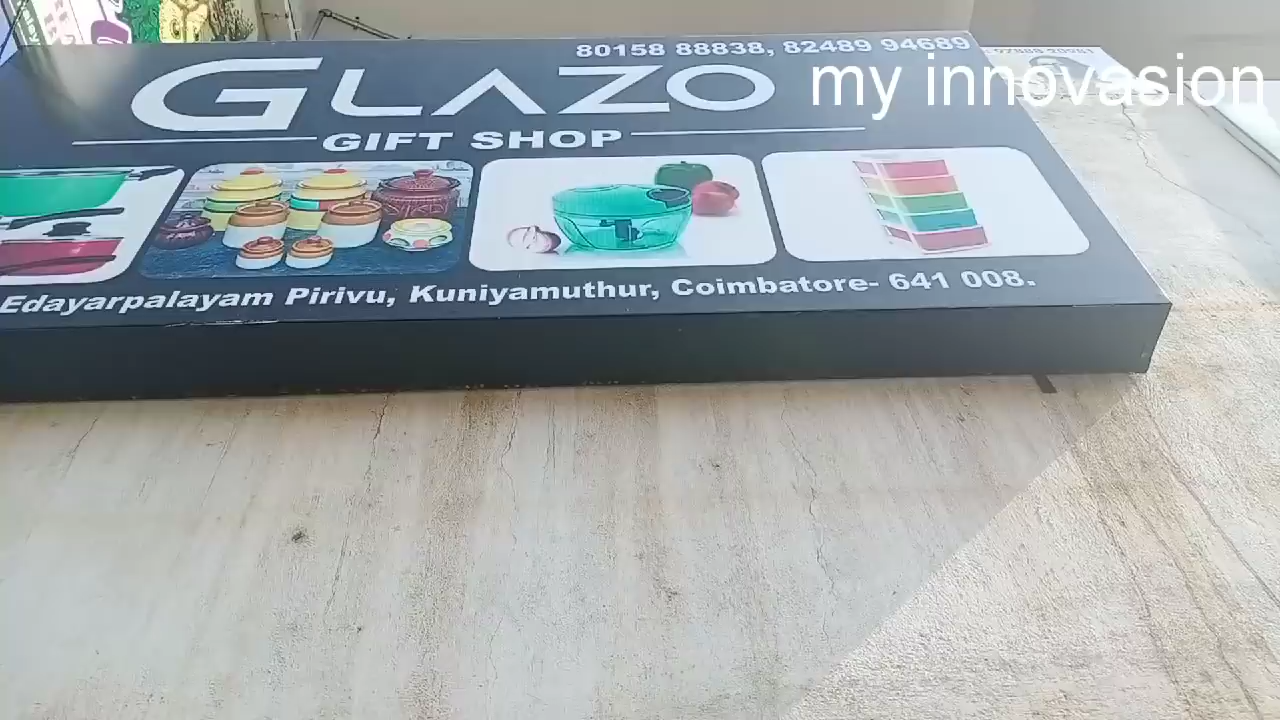 80158 88838, 82489 94689
my innovasion
GLAZO
GIFT SHOP
Edayarpalayam Pirivu, Kuniyamuthur, Coimbatore- 641 008.